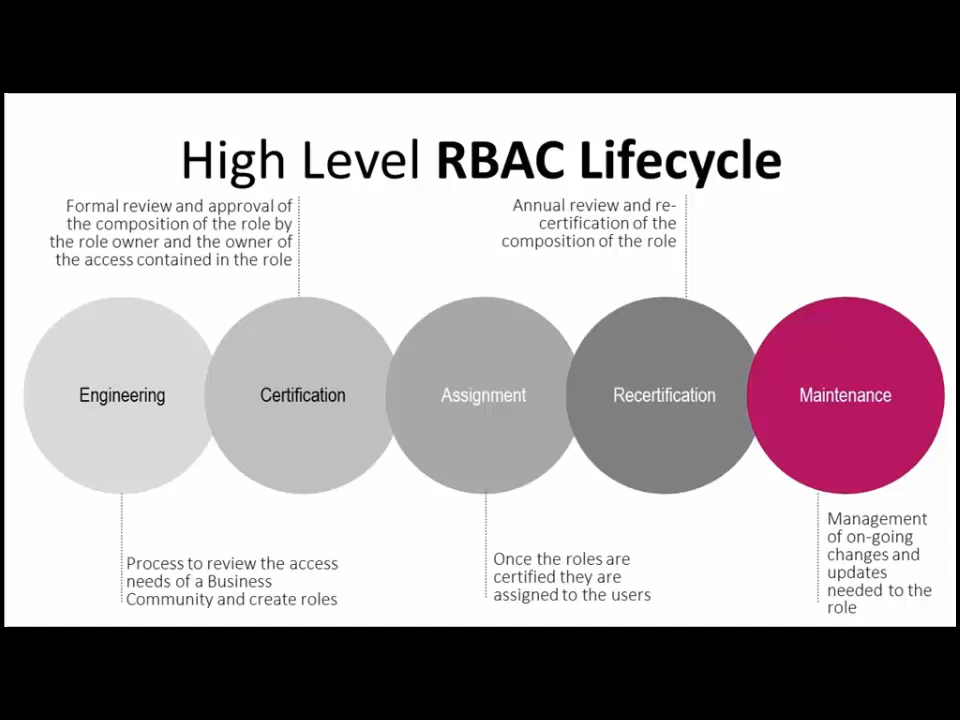 High Level RBAC Lifecycle
Formal review and approval of
the composition of the role by
the role owner and the owner of
the access contained in the role
Annual review and re-
certification of the
composition of the role
Engineering
Certification
Assignment
Recertification
Maintenance
Process to review the access
needs of a Business
Community and create roles
Once the roles are
certified they are
assigned to the users
Management
of on-going
changes and
updates
needed to the
role